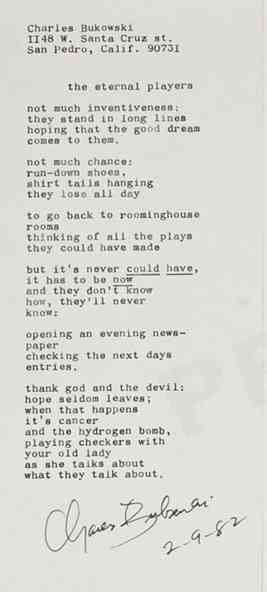 Charles Bukowski
1148 W. Santa Cruz st.
San Pedro, Calif. 90731
the eternal players
not much inventiveness:
they stand in long lines
hoping that the good dream
comes to them.
not much chance:
run-down shoes,
shirt tails hanging
they lose all day
to go back to roominghouse
rooms
thinking of all the plays
they could have made
but it's never could have,
it has to be now
and they don't know
how, they'll never
know:
opening an evening news-
paper
checking the next days
entries.
thank god and the devil:
hope seldom leaves;
when that happens
it's cancer
and the hydrogen bomb,
playing checkers with
your old lady
as she talks about
what they talk about.
Charles Bukowski
2-9-82